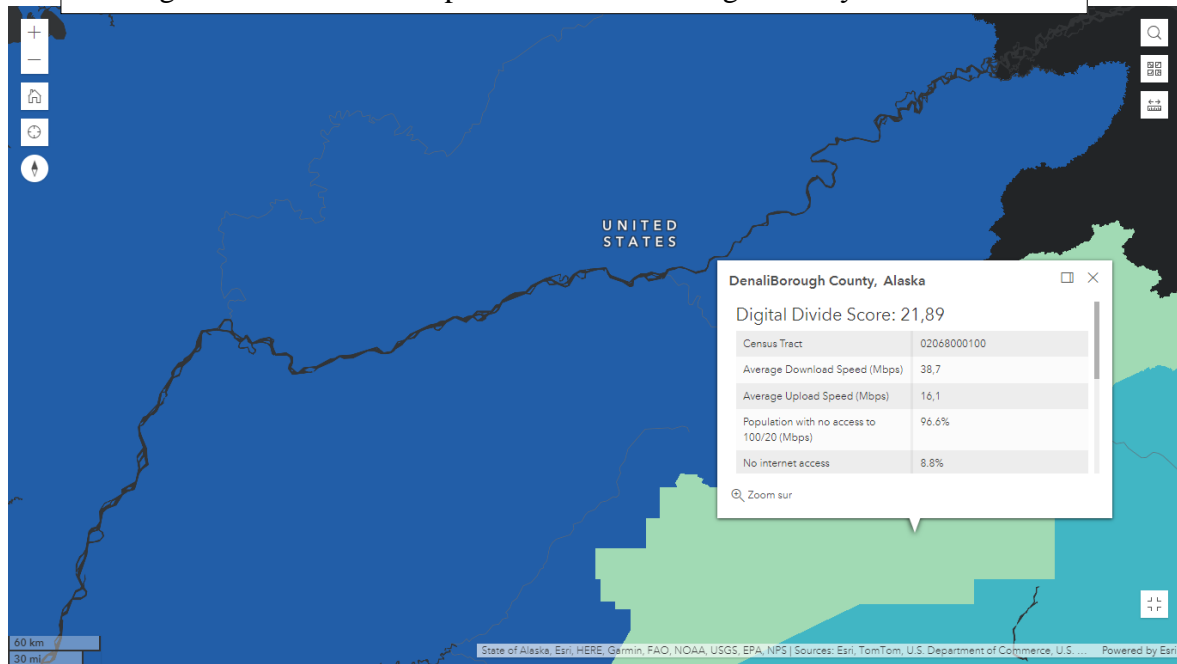 UNITED
STATES
DenaliBorough County, Alaska
Digital Divide Score: 21,89
Census Tract 02068000100
Average Download Speed (Mbps) 38,7
Average Upload Speed (Mbps) 16,1
Population with no access to 96.6%
100/20 (Mbps)
No internet access 8.8%
Zoom sur
60 km
30 mi
State of Alaska, Esri, HERE, Garmin, FAO, NOAA, USGS, EPA, NPS | Sources: Esri, TomTom, U.S. Department of Commerce, U.S. ... Powered by Esri